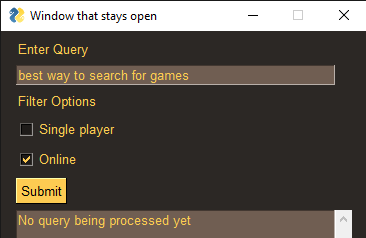 Window that stays open
Enter Query
best way to search for games
Filter Options
Single player
Online
Submit
No query being processed yet